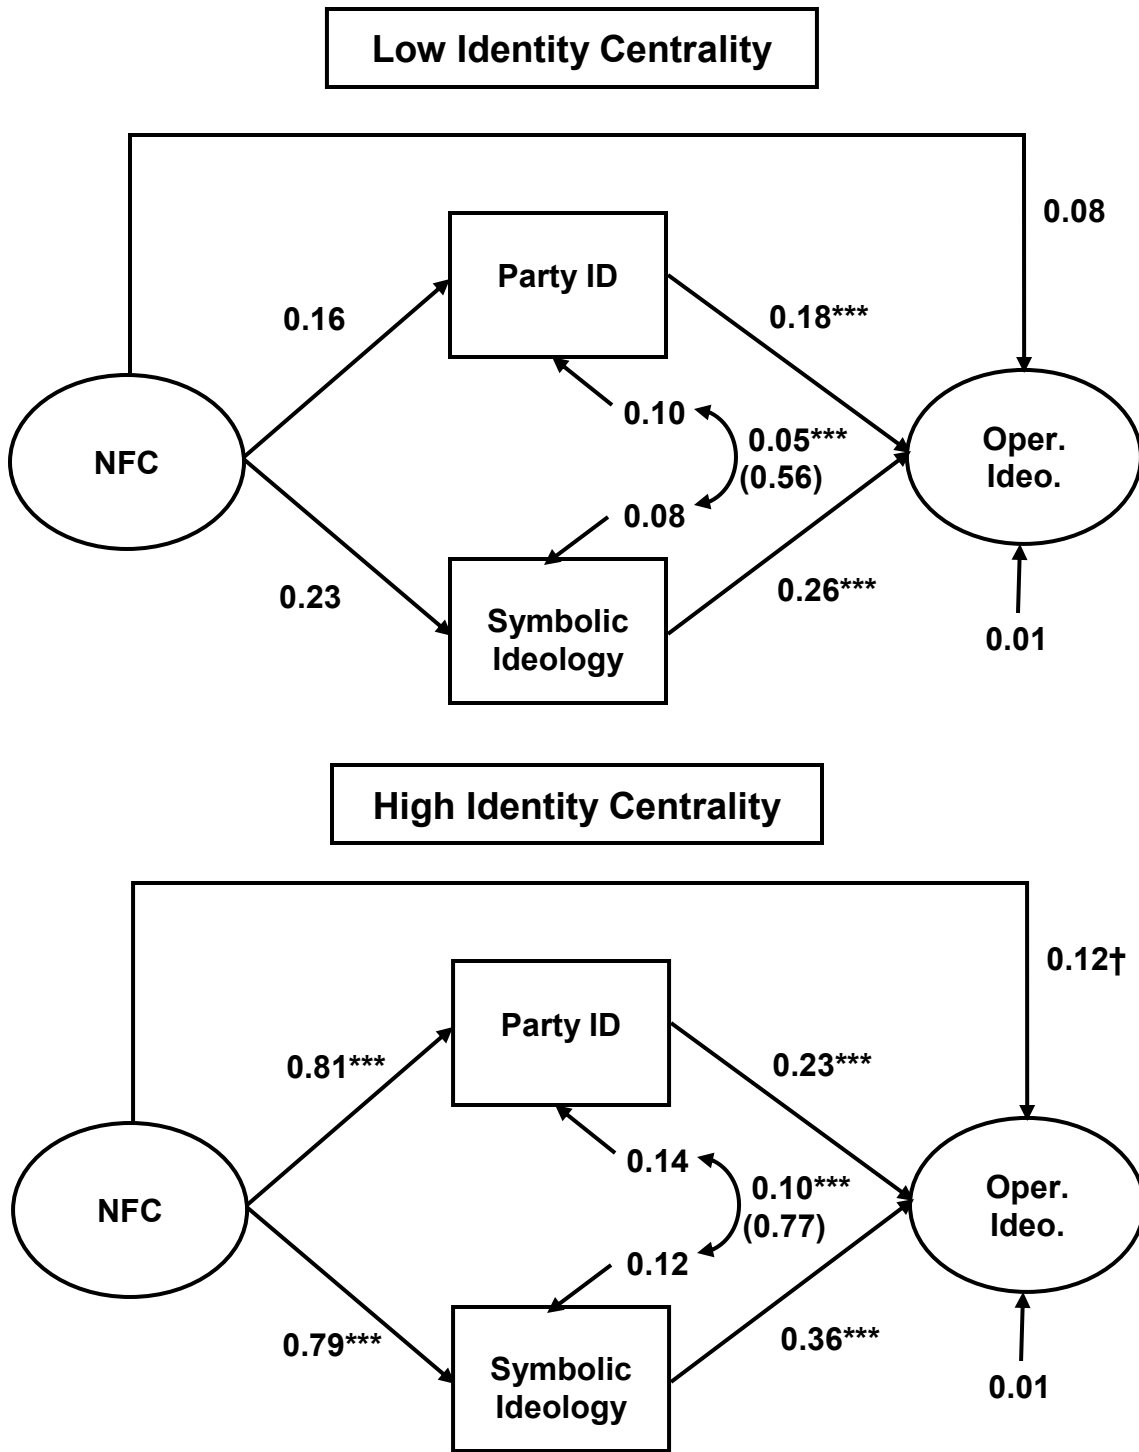 Low Identity Centrality
0.08
Party ID
0.16
0.18***
0.10
0.05***
(0.56)
NFC
Oper.
Ideo.
0.08
0.23
0.26***
Symbolic
Ideology
0.01
High Identity Centrality
0.12†
Party ID
0.81***
0.23***
0.14
0.10***
(0.77)
NFC
Oper.
Ideo.
0.12
0.79***
0.36***
Symbolic
Ideology
0.01